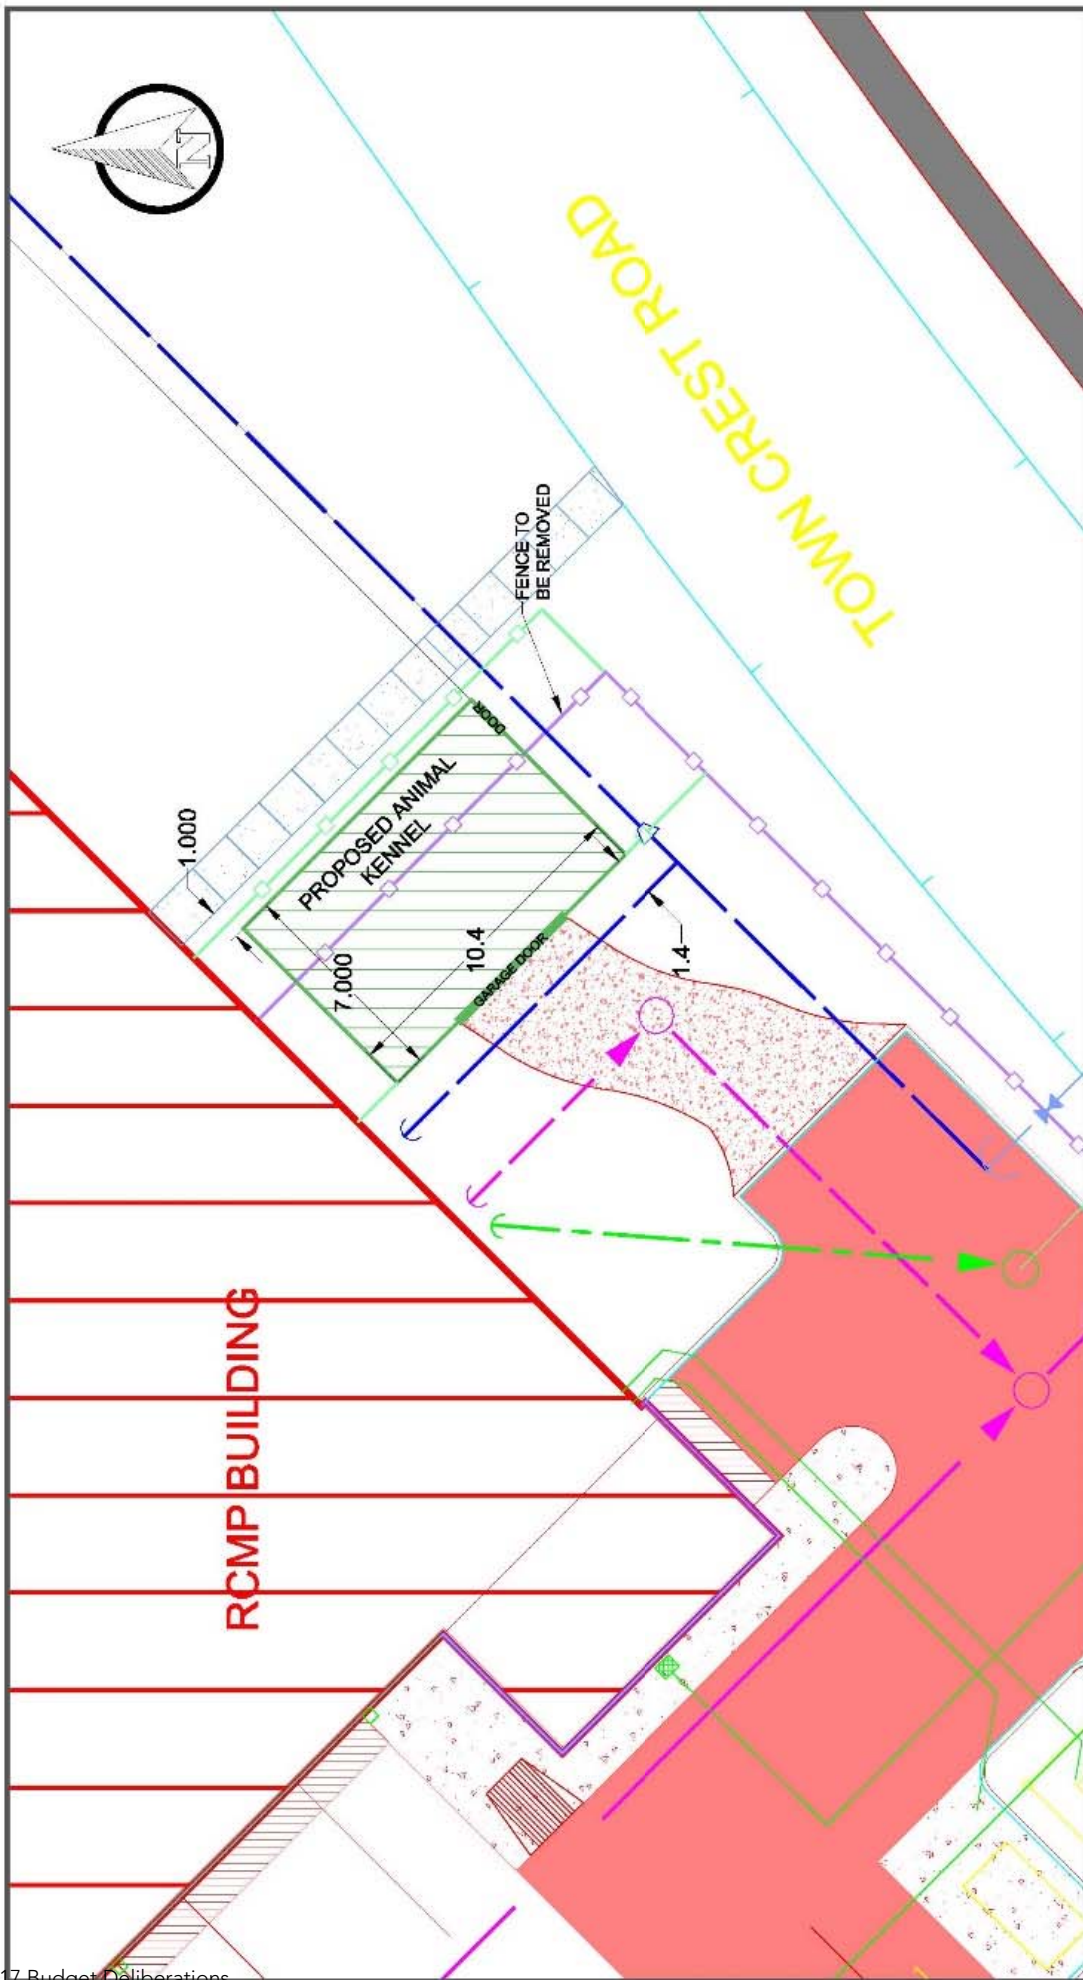 N
TOWN CREST ROAD
FENCE TO
BE REMOVED
DOOR
PROPOSED ANIMAL
KENNEL
1.000
7.000
10.4
GARAGE DOOR
1.4
RCMP BUILDING
17 Budget Deliberations